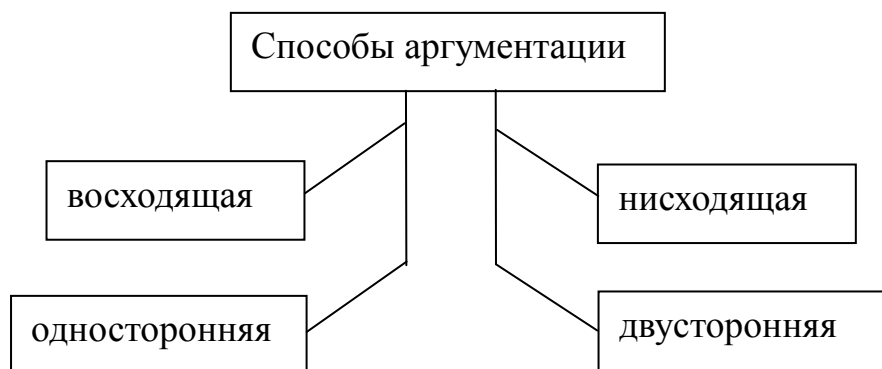 Способы аргументации
восходящая
нисходящая
односторонняя
двусторонняя